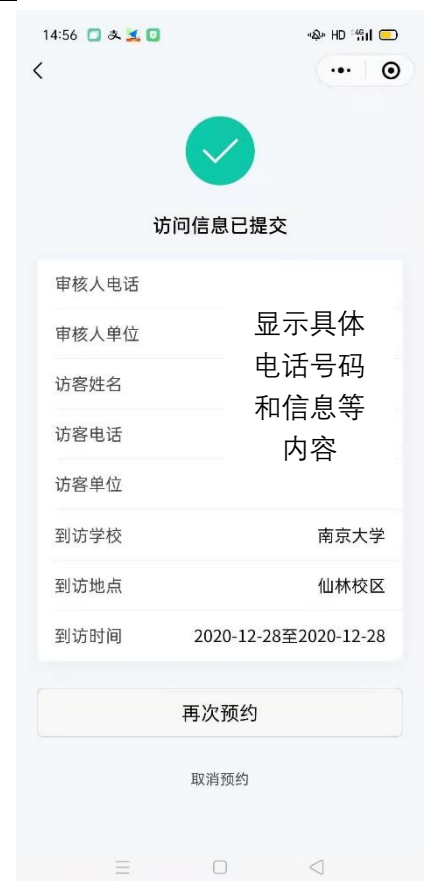 14:56 HD 4G
访问信息已提交
审核人电话
审核人单位
访客姓名
访客电话
访客单位
显示具体
电话号码
和信息等
内容
到访学校 南京大学
到访地点 仙林校区
到访时间 2020-12-28至2020-12-28
再次预约
取消预约